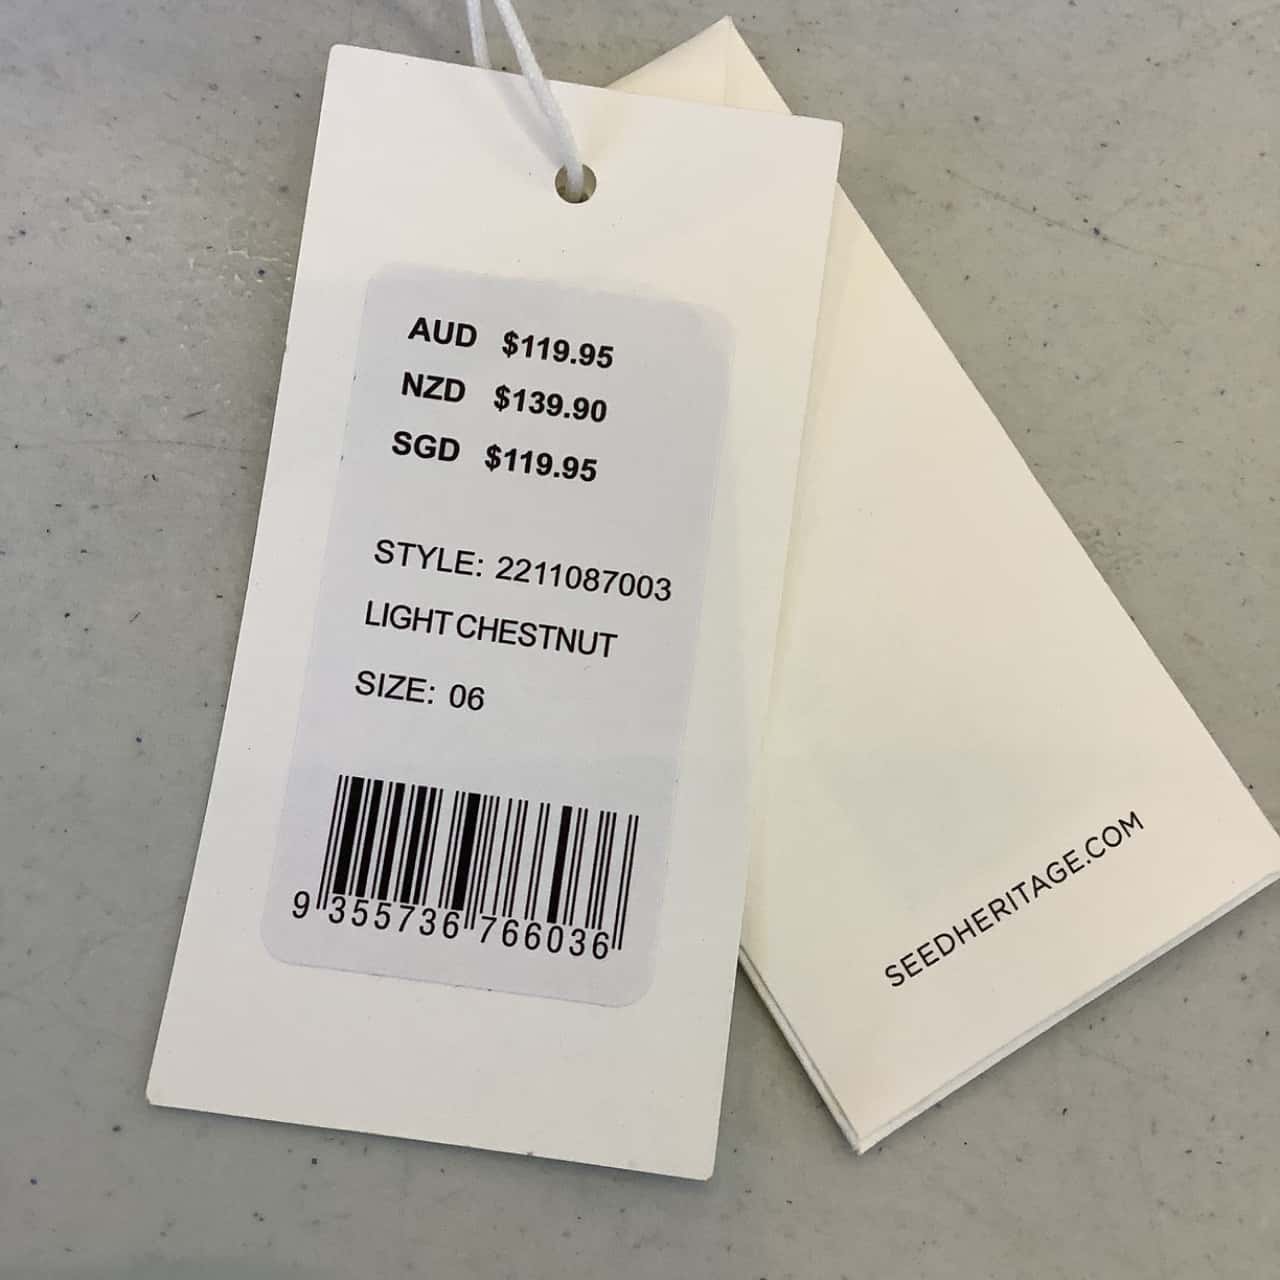 AUD $119.95
NZD $139.90
SGD $119.95
STYLE: 2211087003
LIGHT CHESTNUT
SIZE: 06
9 355736 766036
SEEDHERITAGE.COM